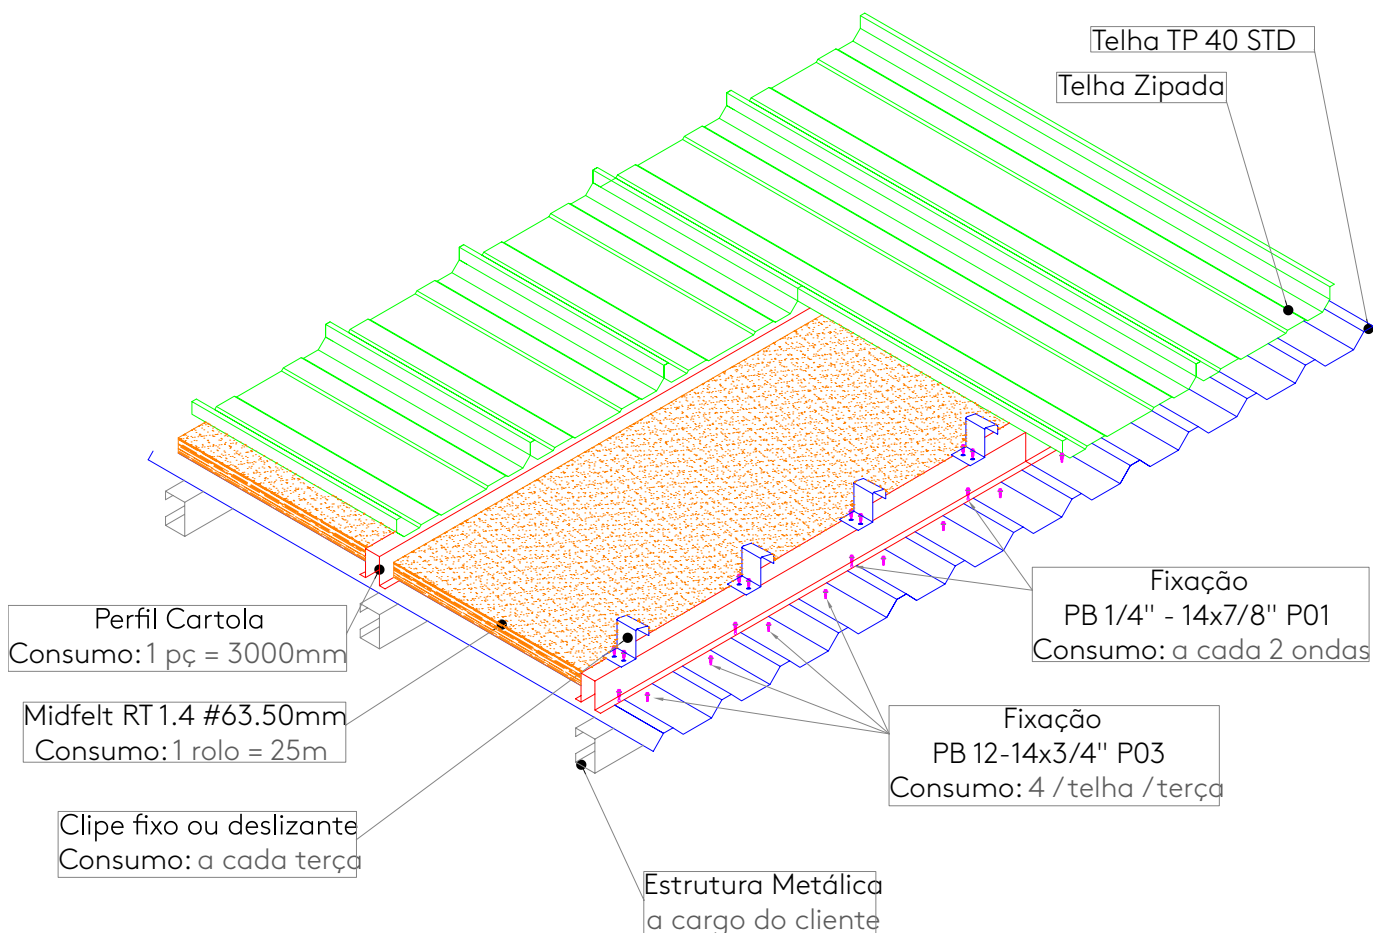 Telha TP 40 STD
Telha Zipada
Perfil Cartola
Consumo: 1 pç = 3000mm
Midfelt RT 1.4 #63.50mm
Consumo: 1 rolo = 25m
Clipe fixo ou deslizante
Consumo: a cada terça
Estrutura Metálica
a cargo do cliente
Fixação
PB 1/4" - 14x7/8" P01
Consumo: a cada 2 ondas
Fixação
PB 12-14x3/4" P03
Consumo: 4 /telha /terça